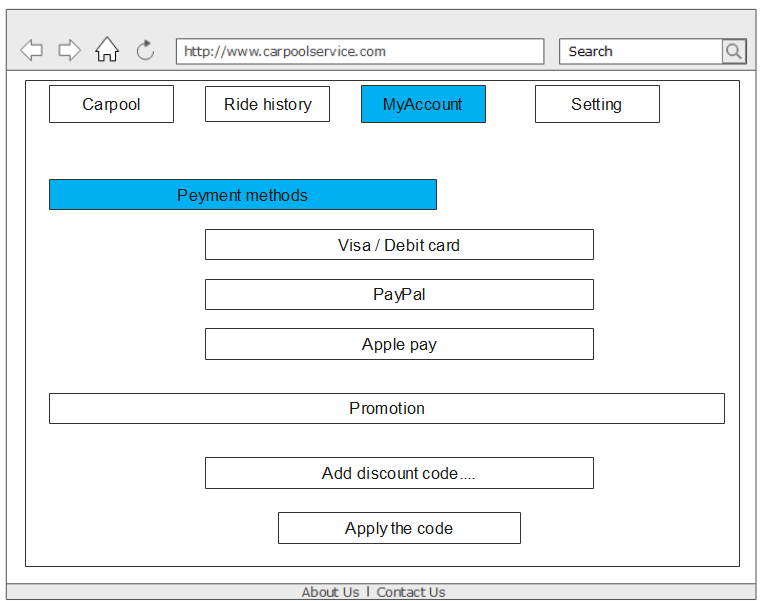 http://www.carpoolservice.com Search
Carpool Ride history MyAccount Setting
Peyment methods
Visa / Debit card
PayPal
Apple pay
Promotion
Add discount code....
Apply the code
About Us | Contact Us